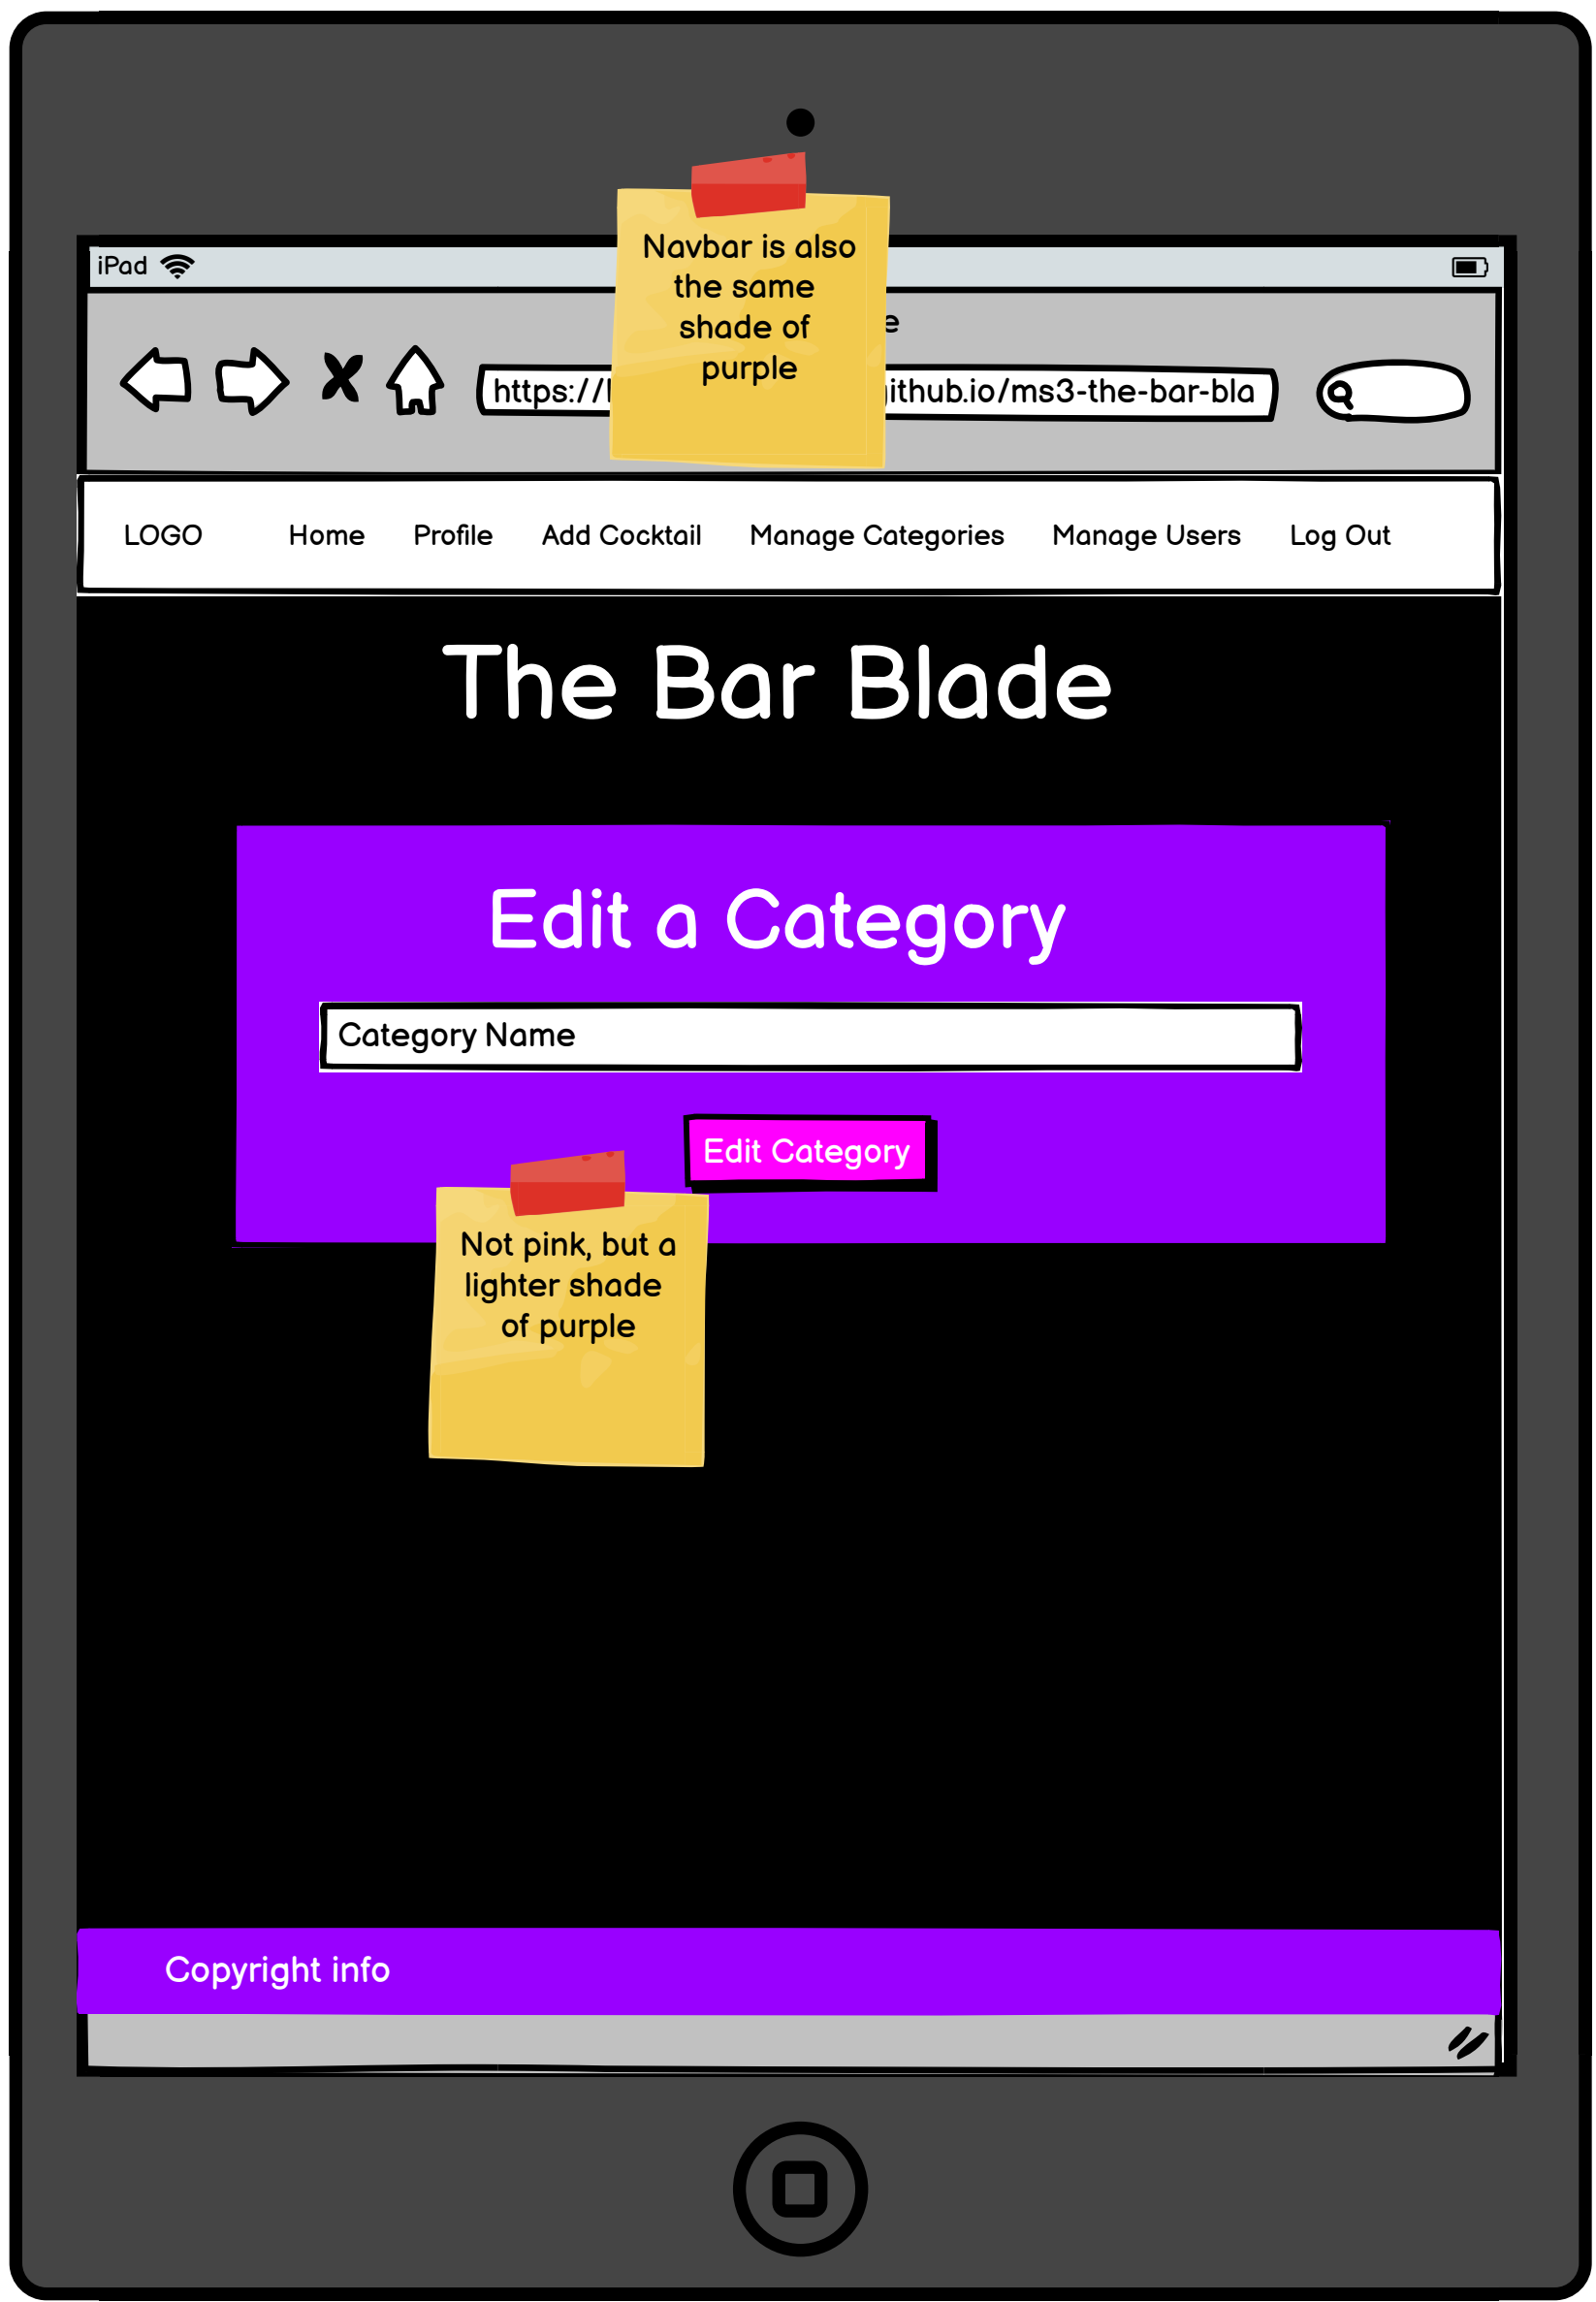 Navbar is also
the same
shade of
purple
iPad
https:// github.io/ms3-the-bar-bla
LOGO Home Profile Add Cocktail Manage Categories Manage Users Log Out
The Bar Blade
Edit a Category
Category Name
Edit Category
Not pink, but a
lighter shade
of purple
Copyright info